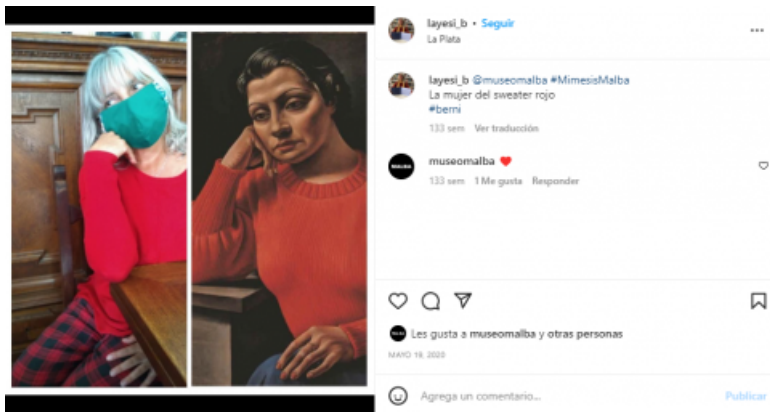 layesi_b • Seguir
La Plata
layesi_b @museomalba #MimesisMalba
La mujer del sweater rojo
#berni
133 sem Ver traducción
museomalba ❤️
133 sem 1 Me gusta Responder
Les gusta a museomalba y otras personas
MAYO 19, 2020
Agrega un comentario...
Publicar